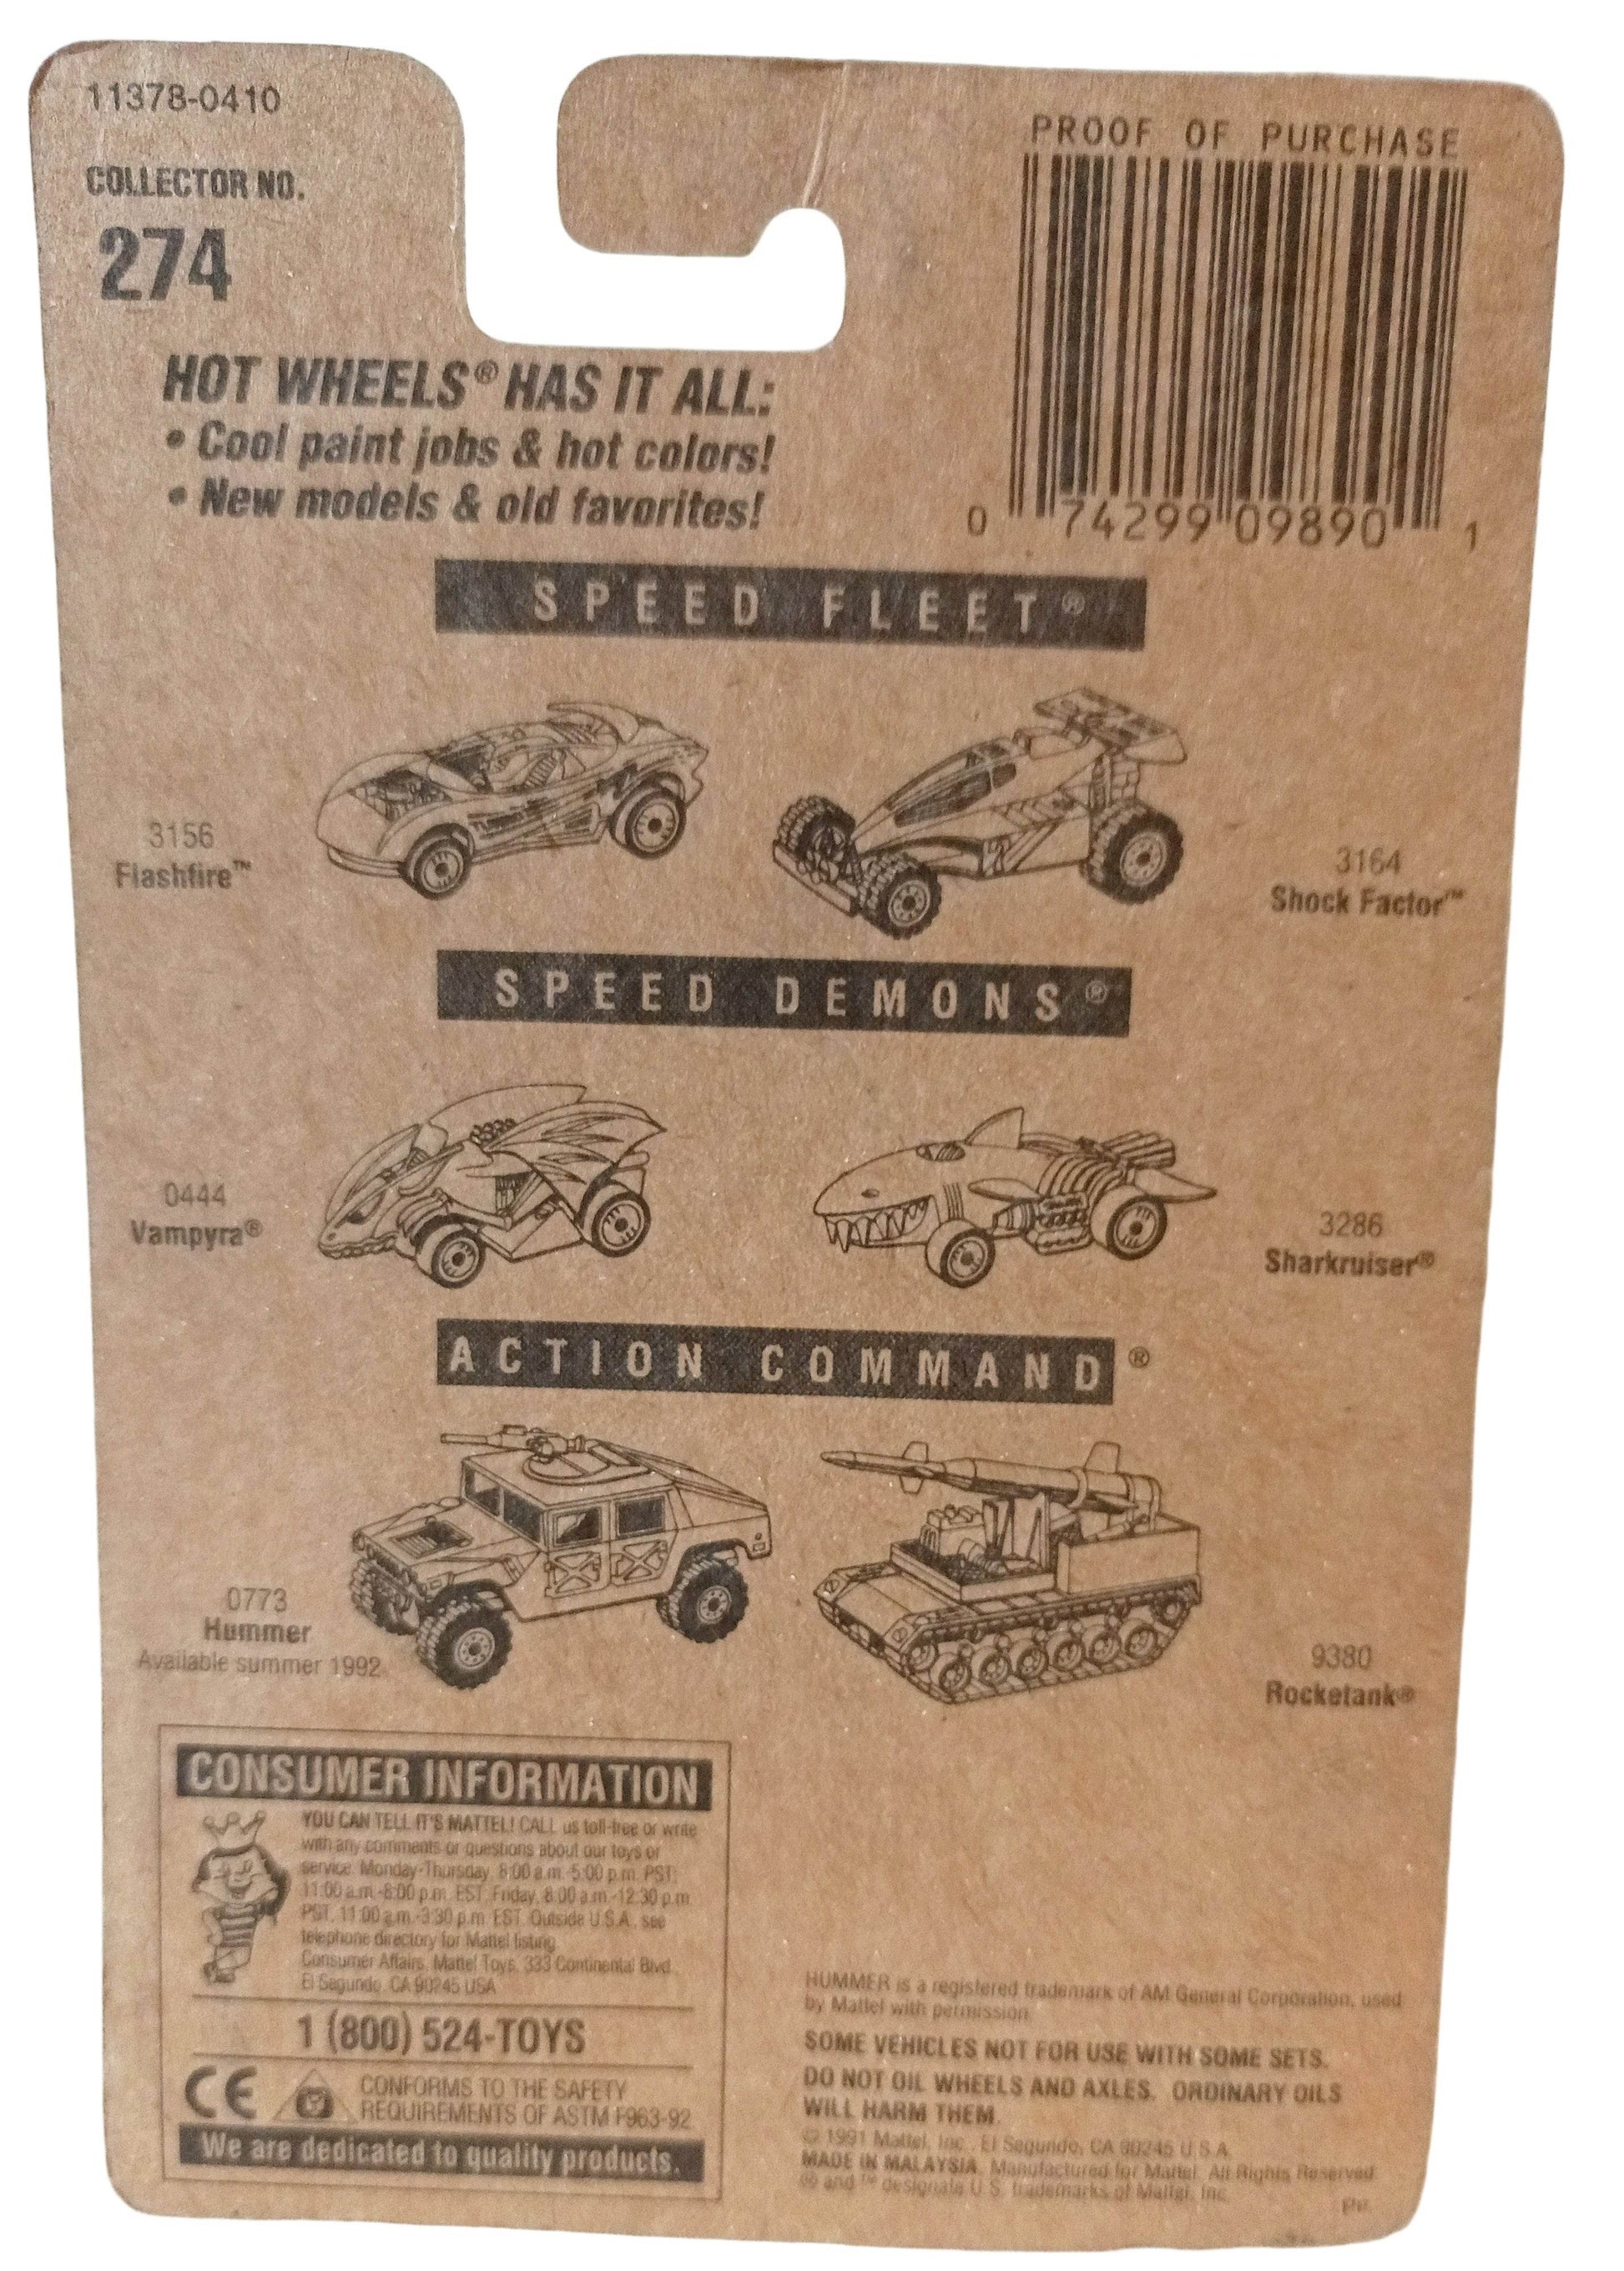 11378-0410
COLLECTOR NO.
274
PROOF OF PURCHASE
0 74299 09890 1
HOT WHEELS® HAS IT ALL:
• Cool paint jobs & hot colors!
• New models & old favorites!
SPEED FLEET®
3156
Flashfire™
3164
Shock Factor™
SPEED DEMONS®
0444
Vampyra®
3286
Sharkruiser®
ACTION COMMAND®
0773
Hummer
Available summer 1992
9380
Rocketank®
CONSUMER INFORMATION
YOU CAN TELL IT'S MATTEL! CALL us toll-free or write
with any comments or questions about our toys or
service. Monday-Thursday, 8:00 a.m.-5:00 p.m. PST;
11:00 a.m.-8:00 p.m. EST. Friday, 8:00 a.m.-12:30 p.m.
PST, 11:00 a.m.-3:30 p.m. EST. Outside U.S.A., see
telephone directory for Mattel listing.
Consumer Affairs, Mattel Toys, 333 Continental Blvd.,
El Segundo, CA 90245 USA
1 (800) 524-TOYS
CE
CONFORMS TO THE SAFETY
REQUIREMENTS OF ASTM F963-92
We are dedicated to quality products.
HUMMER is a registered trademark of AM General Corporation, used
by Mattel with permission.
SOME VEHICLES NOT FOR USE WITH SOME SETS.
DO NOT OIL WHEELS AND AXLES. ORDINARY OILS
WILL HARM THEM.
© 1991 Mattel, Inc., El Segundo, CA 90245 U.S.A.
MADE IN MALAYSIA. Manufactured for Mattel. All Rights Reserved.
® and ™ designate U.S. trademarks of Mattel, Inc.